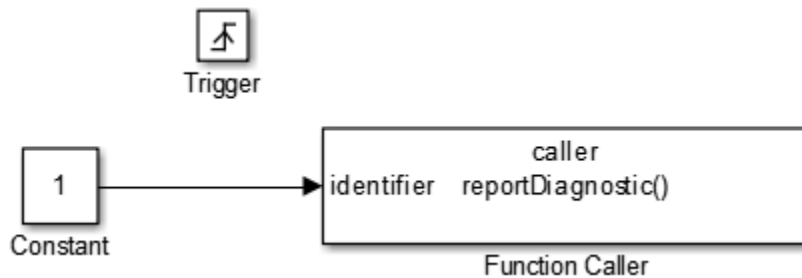 Trigger
1
Constant
caller
identifier reportDiagnostic()
Function Caller